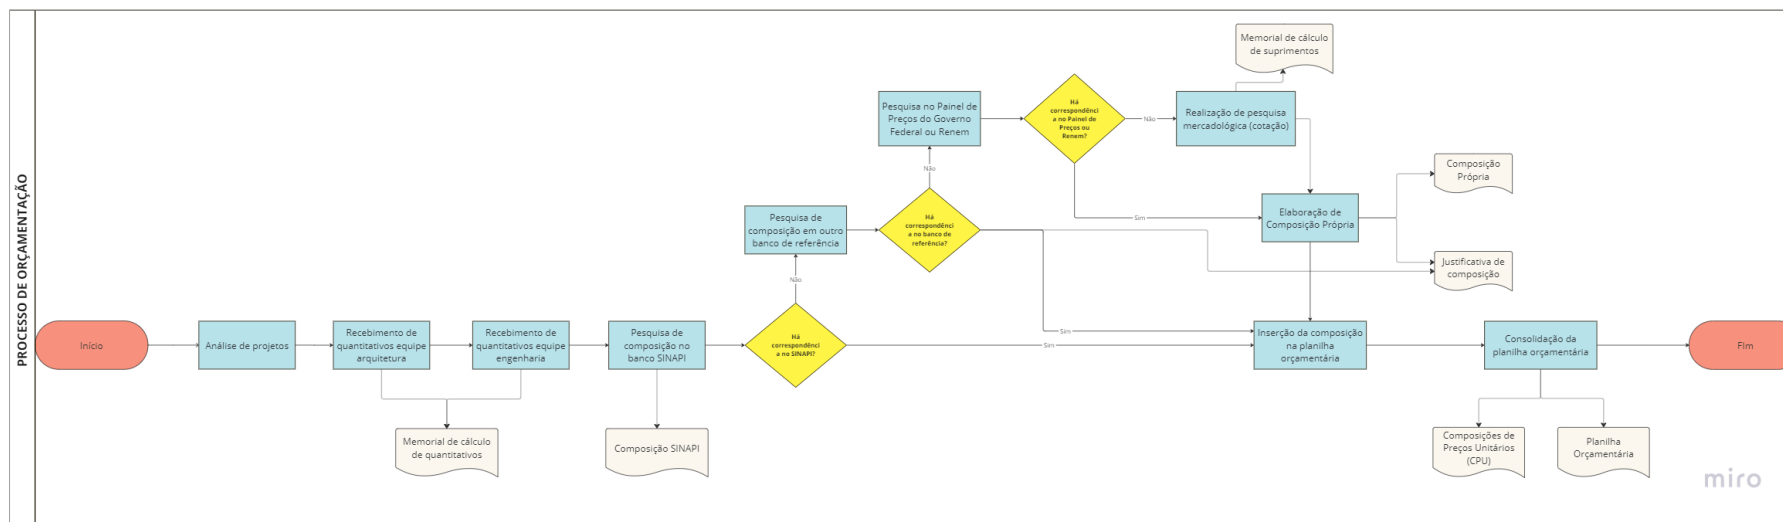 PROCESSO DE ORÇAMENTAÇÃO
Início
Análise de projetos
Recebimento de
quantitativos equipe
arquitetura
Recebimento de
quantitativos equipe
engenharia
Memorial de cálculo
de quantitativos
Pesquisa de
composição no
banco SINAPI
Composição SINAPI
Há
correspondênci
a no SINAPI?
Não
Sim
Pesquisa de
composição em outro
banco de referência
Há
correspondênci
a no banco de
referência?
Não
Sim
Pesquisa no Painel de
Preços do Governo
Federal ou Renem
Há
correspondênci
a no Painel de
Preços ou
Renem?
Não
Sim
Realização de pesquisa
mercadológica (cotação)
Memorial de cálculo
de suprimentos
Elaboração de
Composição Própria
Composição
Própria
Justificativa de
composição
Inserção da composição
na planilha
orçamentária
Consolidação da
planilha orçamentária
Composições de
Preços Unitários
(CPU)
Planilha
Orçamentária
FIm
miro